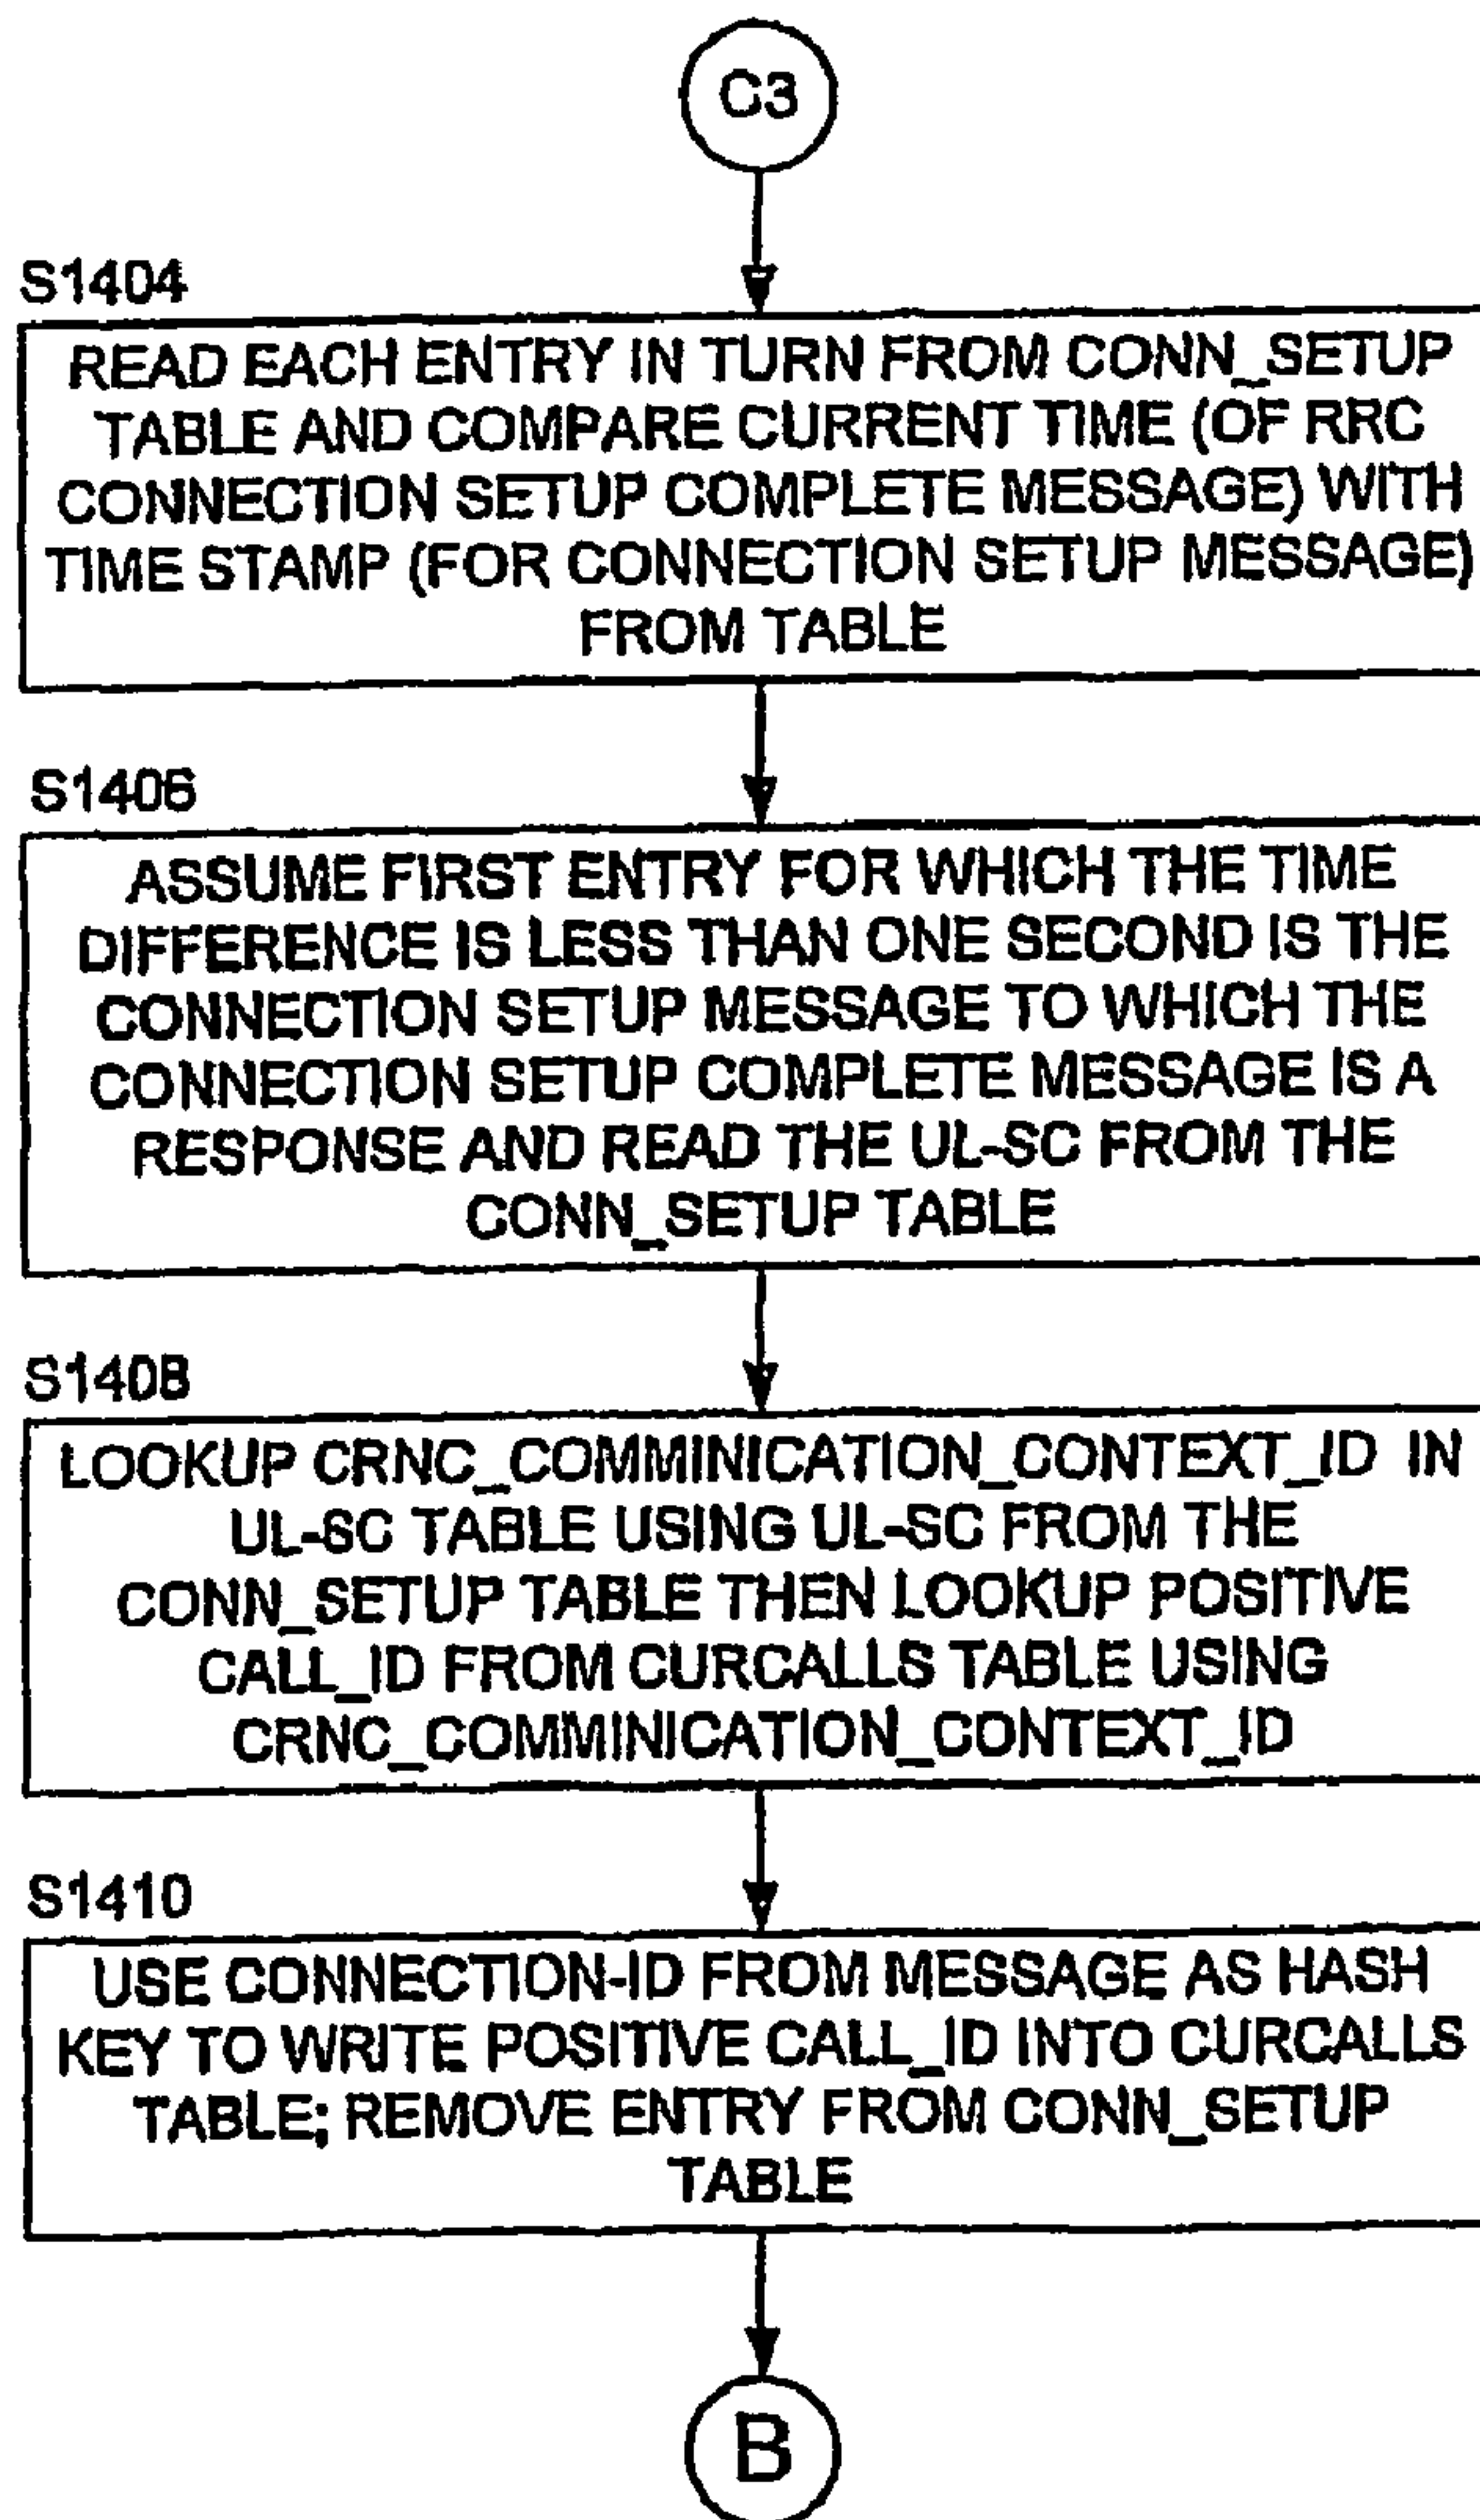 C3
S1404
READ EACH ENTRY IN TURN FROM CONN_SETUP
TABLE AND COMPARE CURRENT TIME (OF RRC
CONNECTION SETUP COMPLETE MESSAGE) WITH
TIME STAMP (FOR CONNECTION SETUP MESSAGE)
FROM TABLE
S1406
ASSUME FIRST ENTRY FOR WHICH THE TIME
DIFFERENCE IS LESS THAN ONE SECOND IS THE
CONNECTION SETUP MESSAGE TO WHICH THE
CONNECTION SETUP COMPLETE MESSAGE IS A
RESPONSE AND READ THE UL-SC FROM THE
CONN_SETUP TABLE
S1408
LOOKUP CRNC_COMMINICATION_CONTEXT_ID IN
UL-SC TABLE USING UL-SC FROM THE
CONN_SETUP TABLE THEN LOOKUP POSITIVE
CALL_ID FROM CURCALLS TABLE USING
CRNC_COMMINICATION_CONTEXT_ID
S1410
USE CONNECTION-ID FROM MESSAGE AS HASH
KEY TO WRITE POSITIVE CALL_ID INTO CURCALLS
TABLE; REMOVE ENTRY FROM CONN_SETUP
TABLE
B